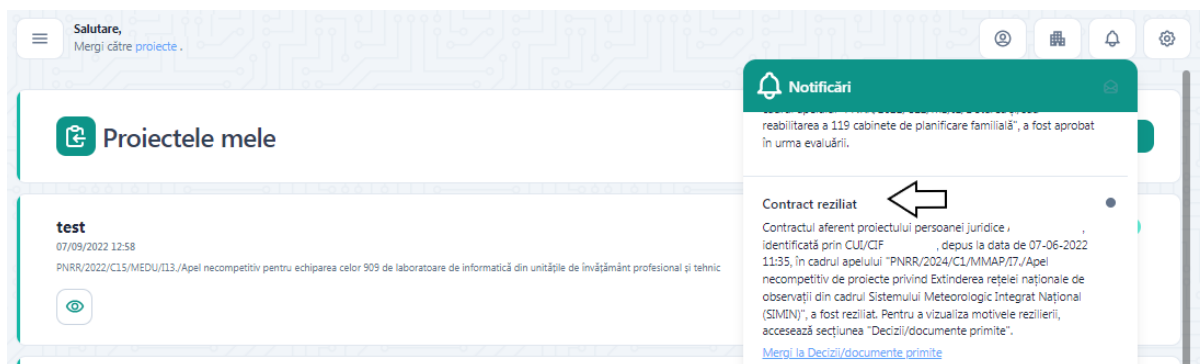 Salutare,
Mergi către proiecte .
Proiectele mele
test
07/09/2022 12:58
PNRR/2022/C15/MEDU/I13./Apel necompetitiv pentru echiparea celor 909 de laboratoare de informatică din unitățile de învățământ profesional și tehnic
Notificări
reabilitarea a 119 cabinete de planificare familială", a fost aprobat
în urma evaluării.
Contract reziliat
Contractul aferent proiectului persoanei juridice
identificată prin CUI/CIF , depus la data de 07-06-2022
11:35, în cadrul apelului "PNRR/2024/C1/MMAP/I7./Apel
necompetitiv de proiecte privind Extinderea rețelei naționale de
observații din cadrul Sistemului Meteorologic Integrat Național
(SIMIN)", a fost reziliat. Pentru a vizualiza motivele rezilierii,
accesează secțiunea "Decizii/documente primite".
Mergi la Decizii/documente primite